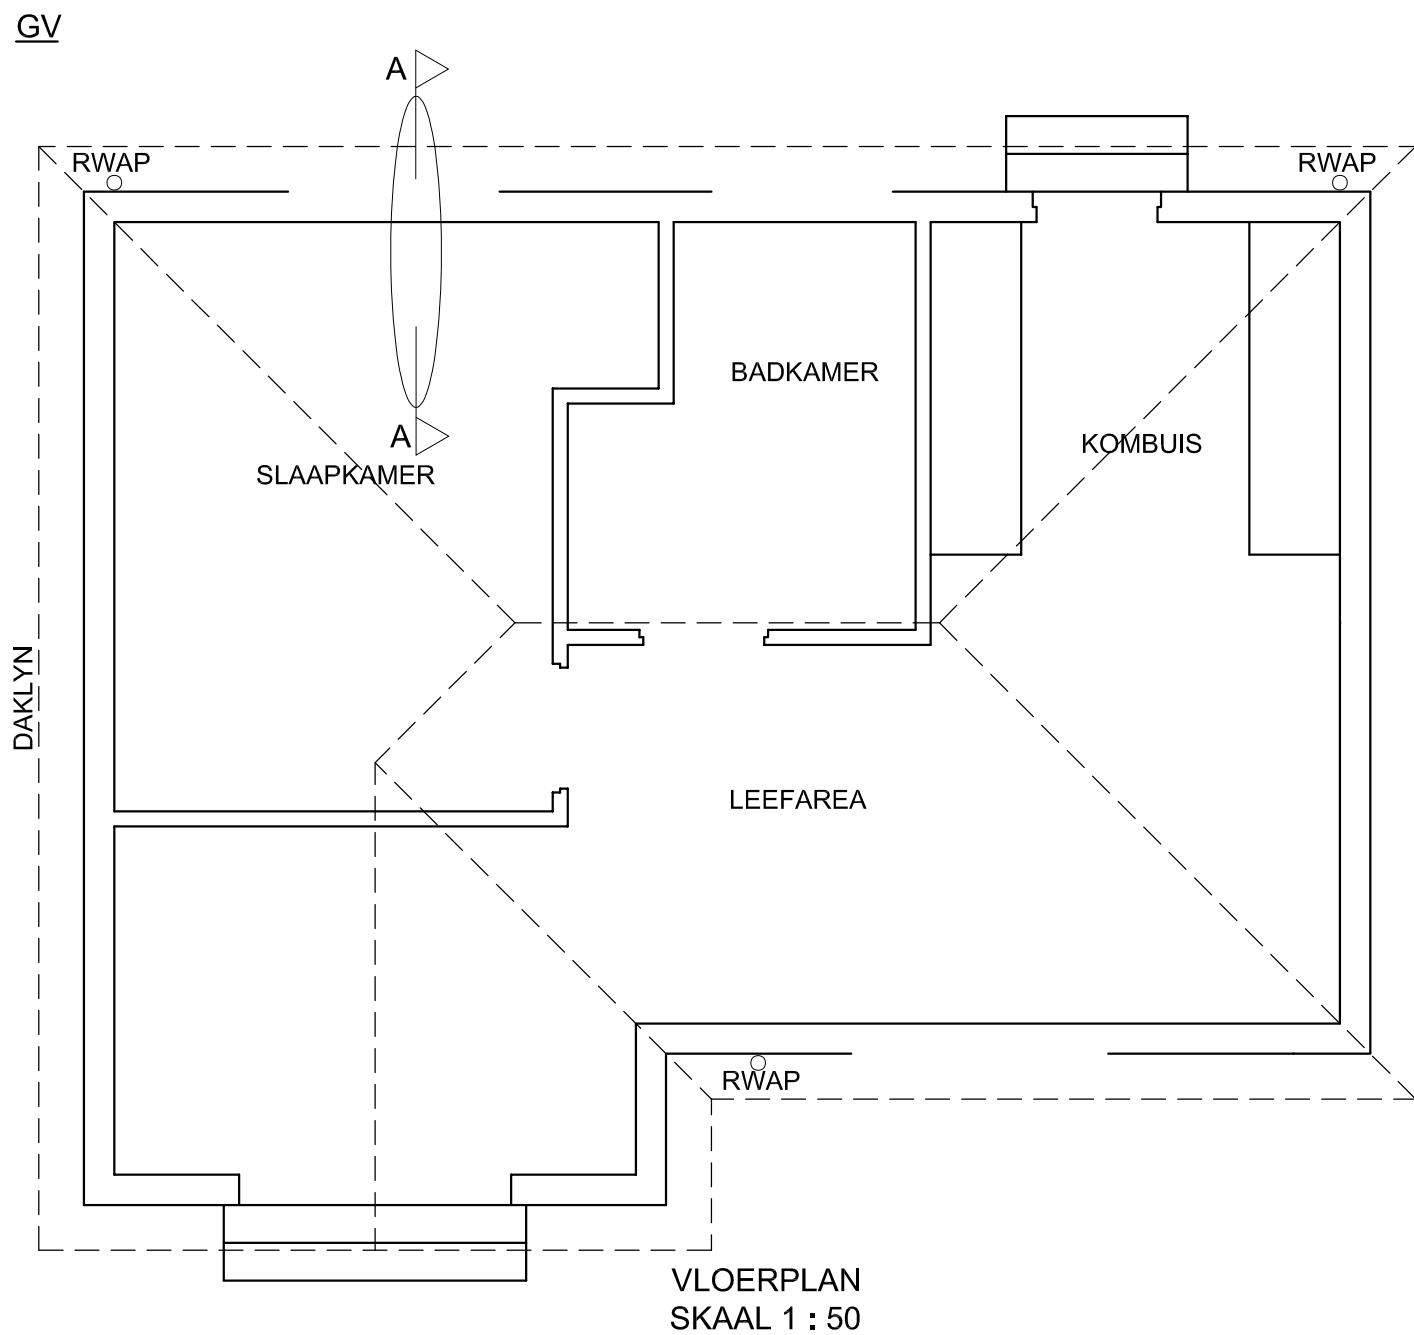 GV
A
RWAP
RWAP
BADKAMER
A
KOMBUIS
SLAAPKAMER
DAKLYN
LEEFAREA
RWAP
VLOERPLAN
SKAAL 1 : 50